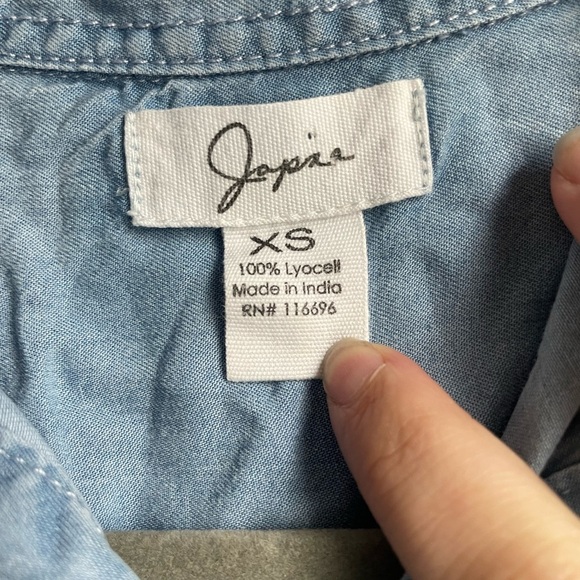 Japna
XS
100% Lyocell
Made in India
RN# 116696